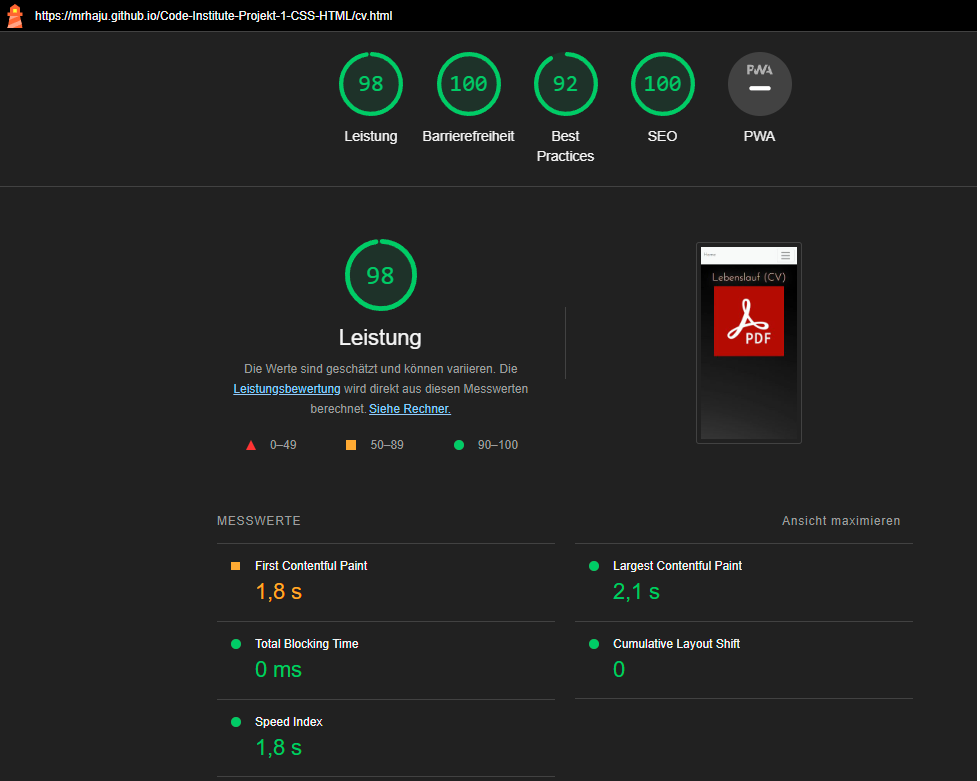 https://mrhaju.github.io/Code-Institute-Projekt-1-CSS-HTML/cv.html
98
100
92
100
PWA
Leistung
Barrierefreiheit
Best
Practices
SEO
PWA
98
Leistung
Die Werte sind geschätzt und können variieren. Die
Leistungsbewertung wird direkt aus diesen Messwerten
berechnet. Siehe Rechner.
0–49
50–89
90–100
Lebenslauf (CV)
PDF
MESSWERTE
Ansicht maximieren
First Contentful Paint
1,8 s
Largest Contentful Paint
2,1 s
Total Blocking Time
0 ms
Cumulative Layout Shift
0
Speed Index
1,8 s